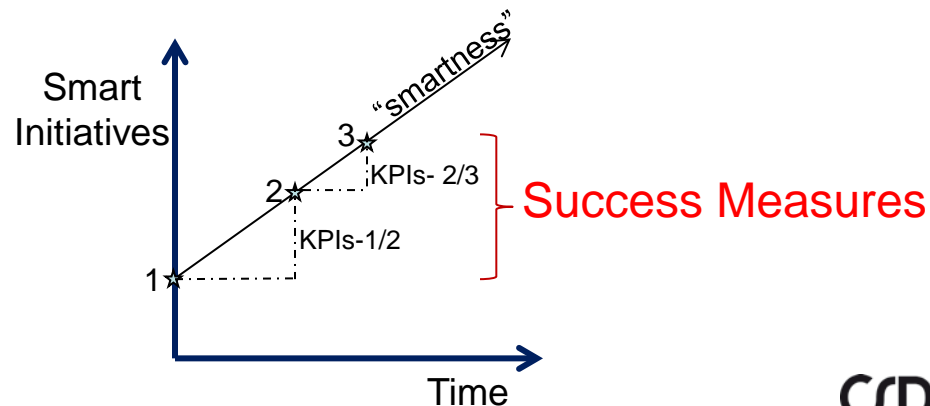 “smartness”
Smart
Initiatives
3
KPIs- 2/3
2
Success Measures
KPIs-1/2
1
Time